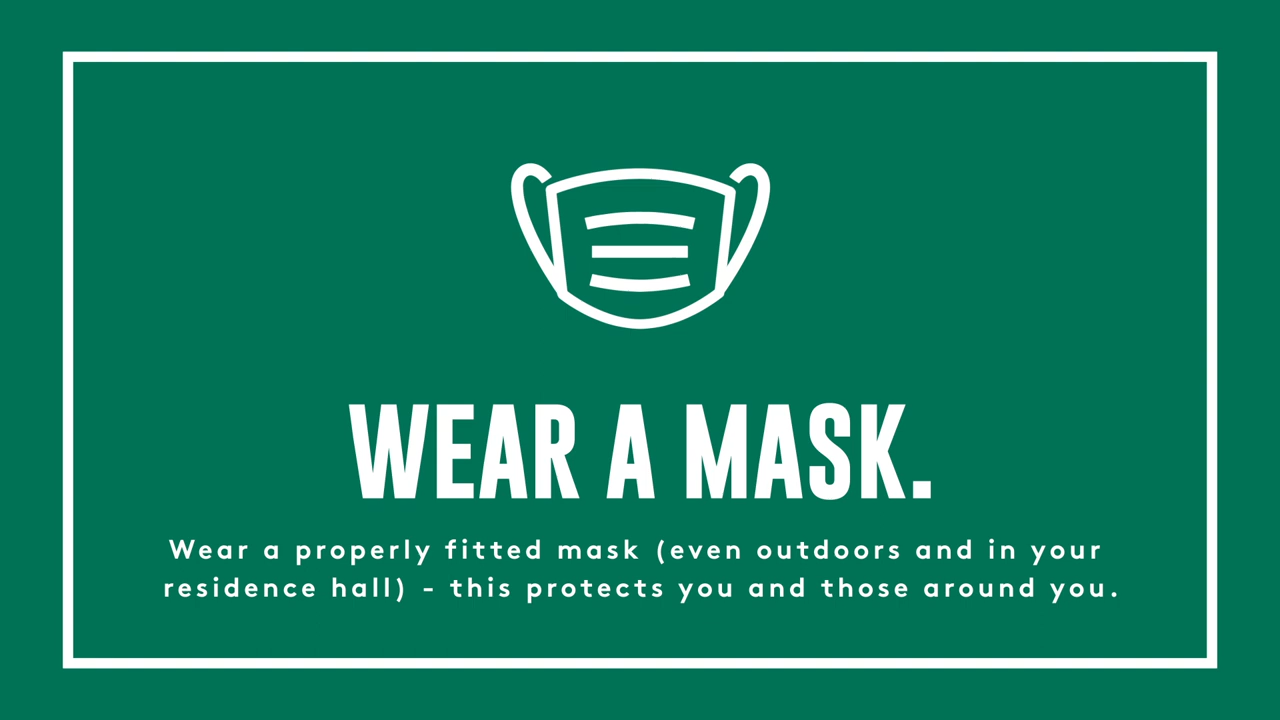 WEAR A MASK.
Wear a properly fitted mask (even outdoors and in your
residence hall) - this protects you and those around you.